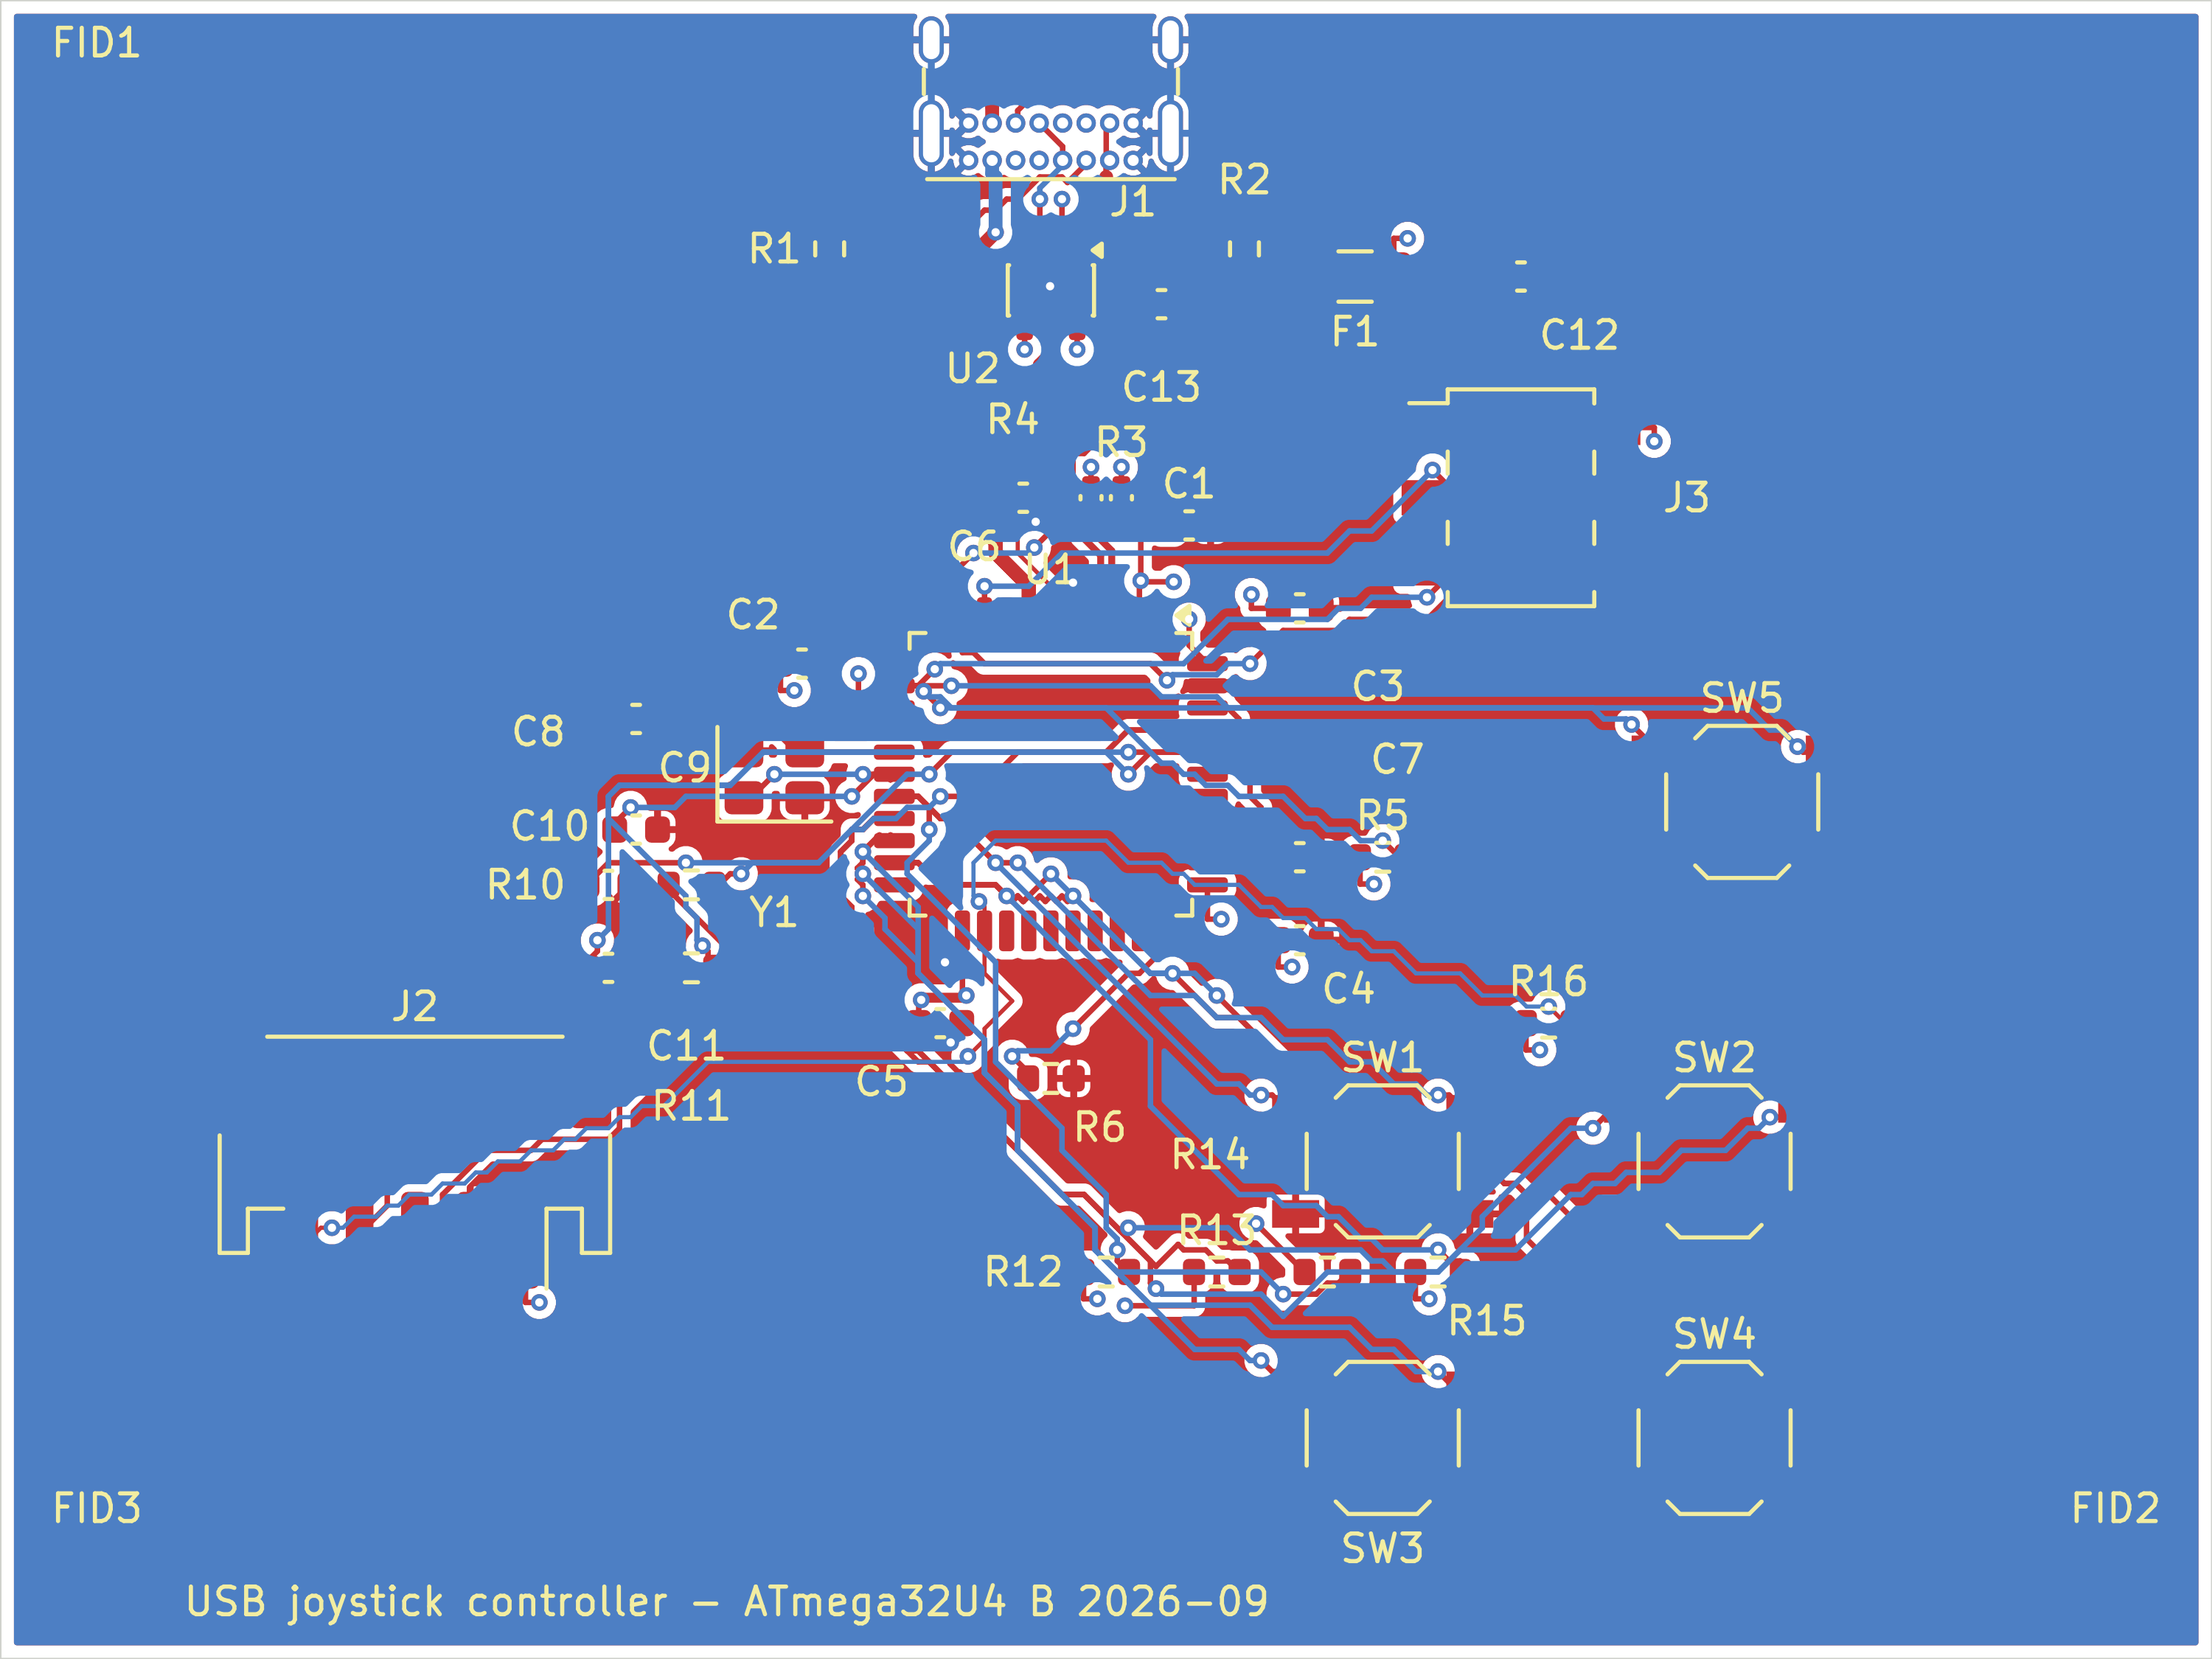 FID1
R2
J1
R1
F1
C12
U2
C13
R4
R3
C1
J3
C6
U1
C2
C3
SW5
C8
C9
C7
C10
R5
R10
Y1
R16
C4
J2
C11
SW1
SW2
C5
R11
R6
R14
R13
R12
R15
SW4
FID3
FID2
SW3
USB joystick controller - ATmega32U4 B 2026-09